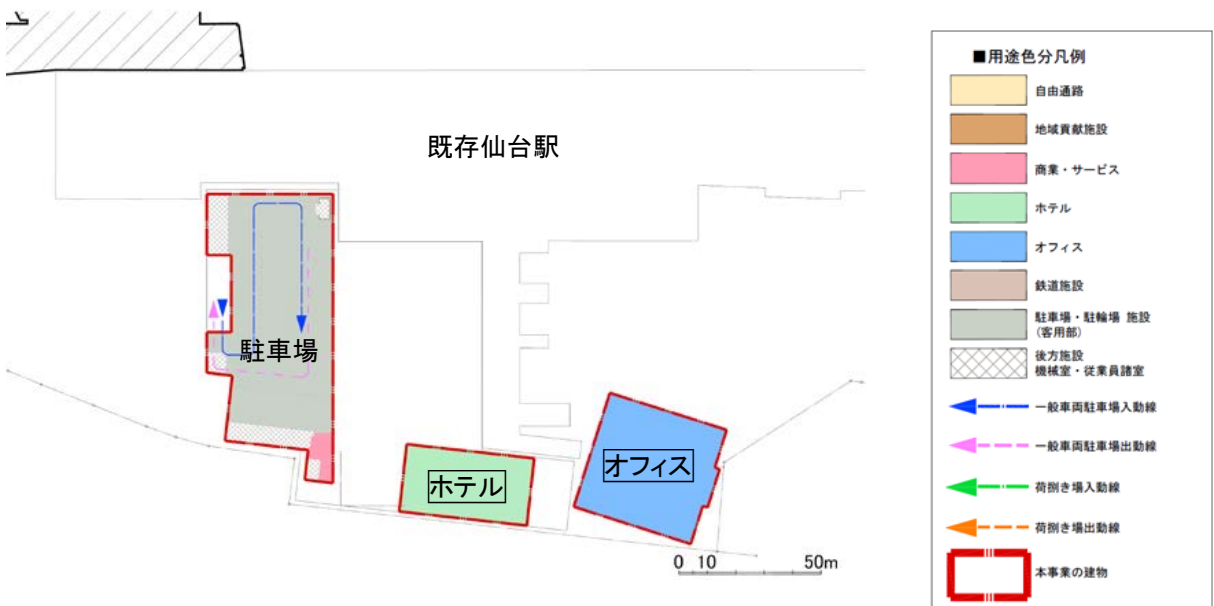 既存仙台駅
駐車場
ホテル
オフィス
0 10 50m
■用途色分凡例
自由通路
地域貢献施設
商業・サービス
ホテル
オフィス
鉄道施設
駐車場・駐輪場 施設
(客用部)
後方施設
機械室・従業員諸室
一般車両駐車場入動線
一般車両駐車場出動線
荷捌き場入動線
荷捌き場出動線
本事業の建物